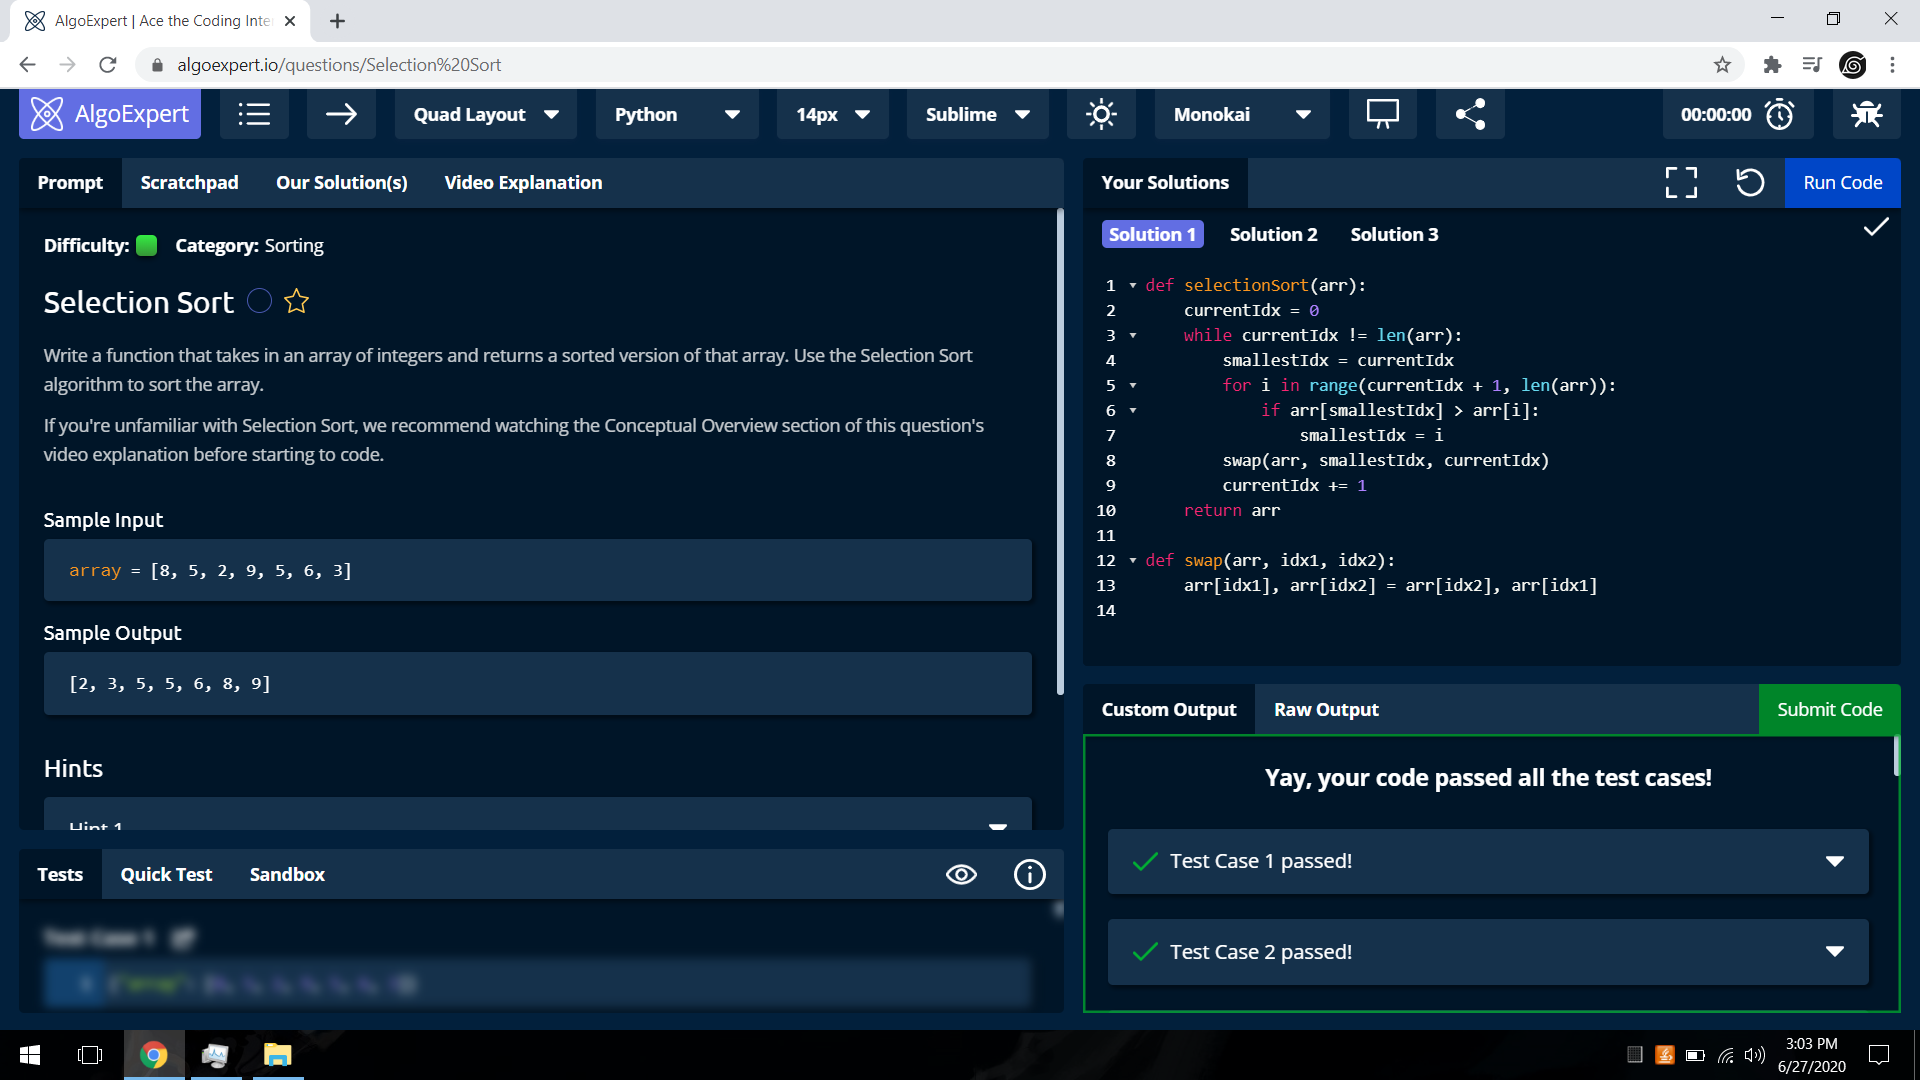 AlgoExpert | Ace the Coding Inte
algoexpert.io/questions/Selection%20Sort
AlgoExpert
Quad Layout
Python
14px
Sublime
Monokai
00:00:00
Prompt
Scratchpad
Our Solution(s)
Video Explanation
Difficulty:
Category: Sorting
Selection Sort
Write a function that takes in an array of integers and returns a sorted version of that array. Use the Selection Sort
algorithm to sort the array.
If you're unfamiliar with Selection Sort, we recommend watching the Conceptual Overview section of this question's
video explanation before starting to code.
Sample Input
array = [8, 5, 2, 9, 5, 6, 3]
Sample Output
[2, 3, 5, 5, 6, 8, 9]
Hints
Hint 1
Tests
Quick Test
Sandbox
Test Case 1
Your Solutions
Run Code
Solution 1
Solution 2
Solution 3
1 def selectionSort(arr):
2 currentIdx = 0
3 while currentIdx != len(arr):
4 smallestIdx = currentIdx
5 for i in range(currentIdx + 1, len(arr)):
6 if arr[smallestIdx] > arr[i]:
7 smallestIdx = i
8 swap(arr, smallestIdx, currentIdx)
9 currentIdx += 1
10 return arr
11
12 def swap(arr, idx1, idx2):
13 arr[idx1], arr[idx2] = arr[idx2], arr[idx1]
14
Custom Output
Raw Output
Submit Code
Yay, your code passed all the test cases!
Test Case 1 passed!
Test Case 2 passed!
3:03 PM
6/27/2020